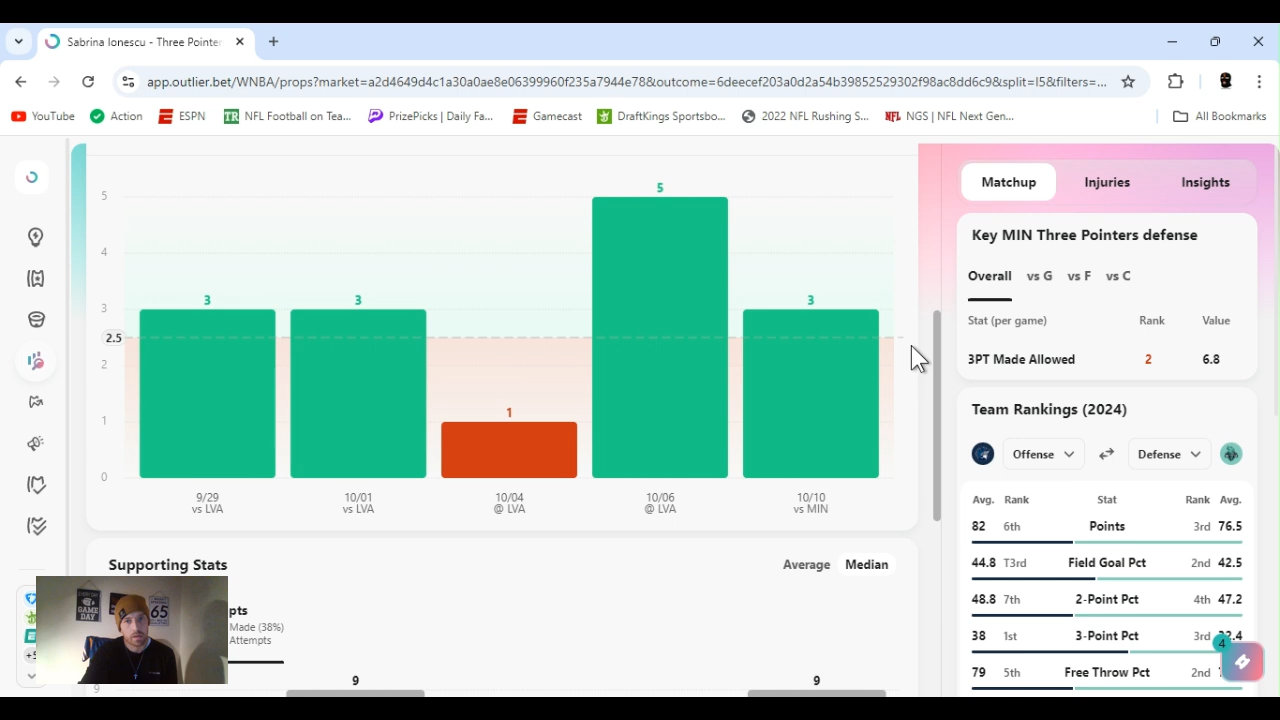 Sabrina Ionescu - Three Pointer
app.outlier.bet/WNBA/props?market=a2d4649d4c1a30a0ae8e06399960f235a7944e78&outcome=6deecef203a0d2a54b39852529302f98ac8dd6c9&split=l5&filters=...
YouTube Action ESPN NFL Football on Tea... PrizePicks | Daily Fa... Gamecast DraftKings Sportsbo... 2022 NFL Rushing S... NGS | NFL Next Gen... All Bookmarks
Matchup Injuries Insights
Key MIN Three Pointers defense
Overall vs G vs F vs C
Stat (per game) Rank Value
3PT Made Allowed 2 6.8
Team Rankings (2024)
Offense Defense
Avg. Rank Stat Rank Avg.
82 6th Points 3rd 76.5
44.8 T3rd Field Goal Pct 2nd 42.5
48.8 7th 2-Point Pct 4th 47.2
38 1st 3-Point Pct 3rd
4
79 5th Free Throw Pct 2nd
5
4
3
2.5
2
1
0
3 3 1 5 3
9/29 10/01 10/04 10/06 10/10
vs LVA vs LVA @ LVA @ LVA vs MIN
Supporting Stats Average Median
pts
Made (38%)
Attempts
9 9
9
GAME
DAY
65